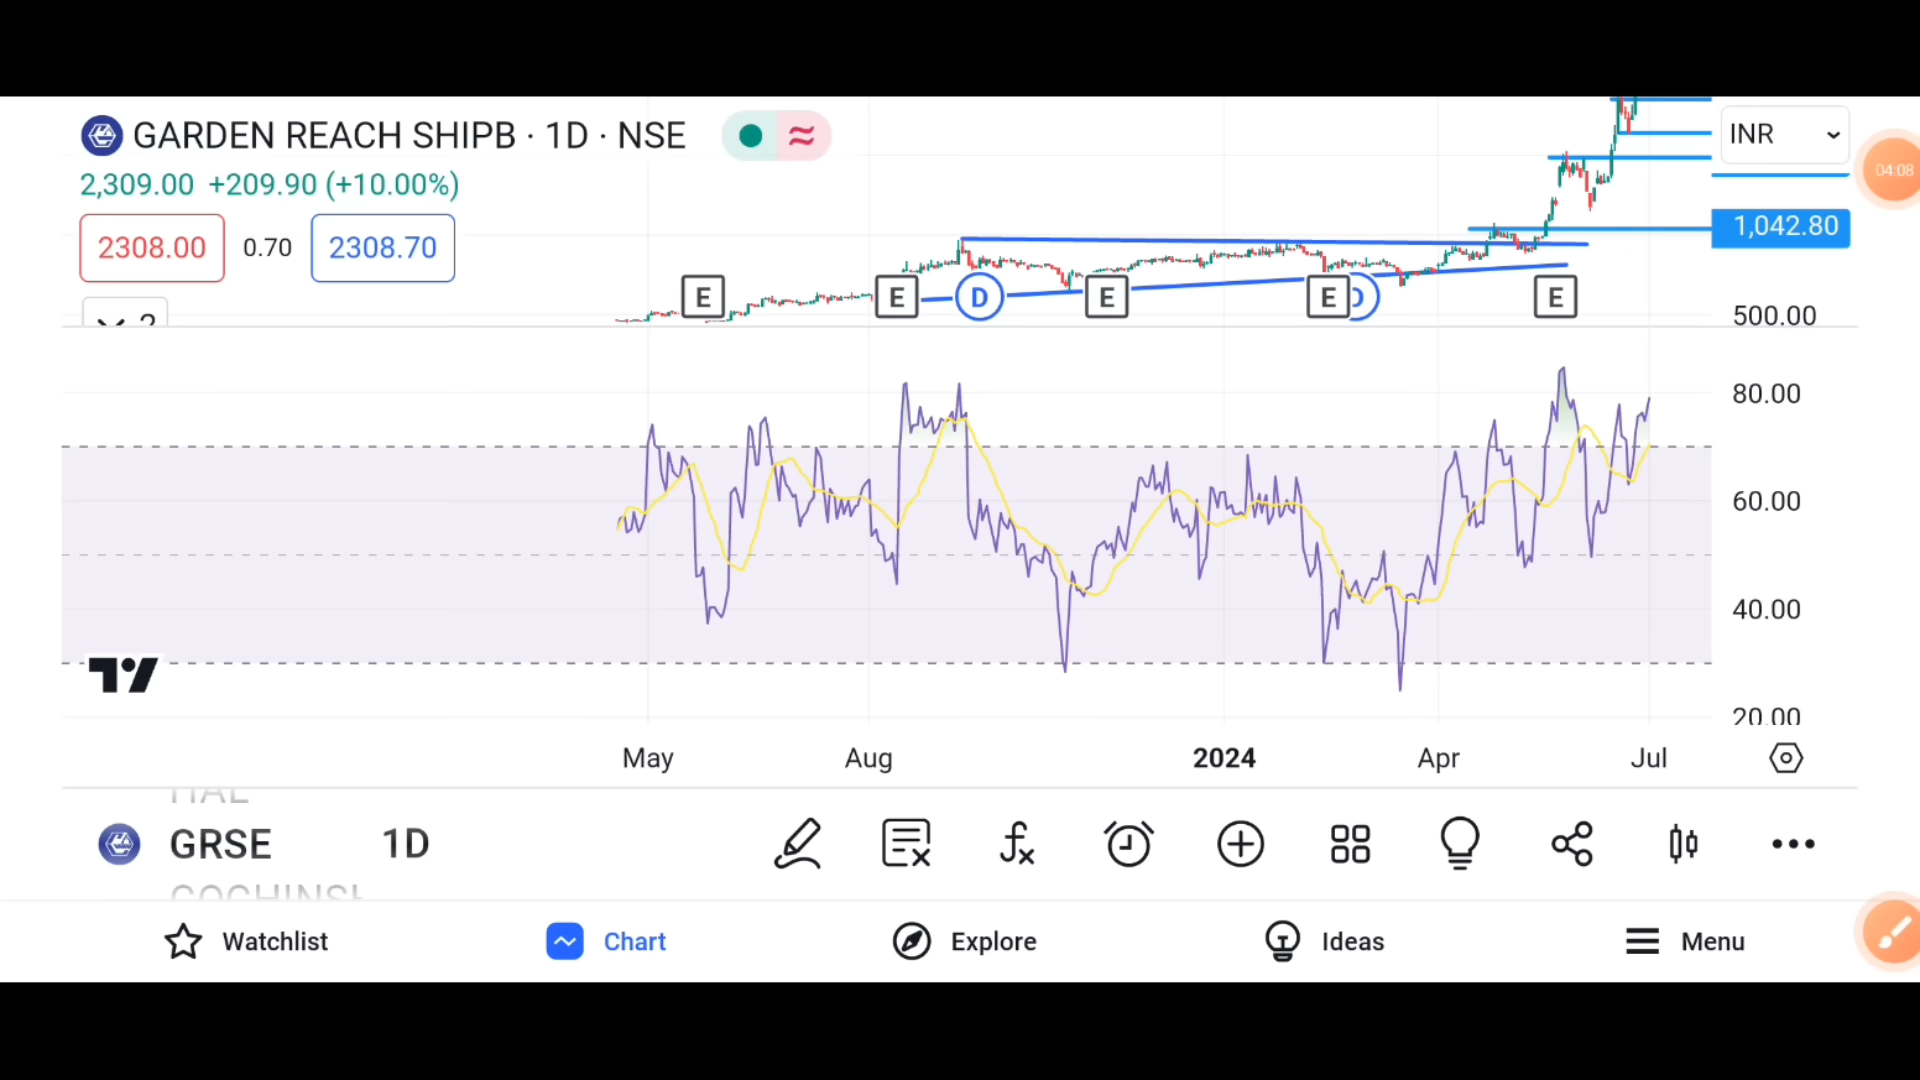 GARDEN REACH SHIPB · 1D · NSE
INR
04:08
2,309.00 +209.90 (+10.00%)
2308.00 0.70 2308.70
1,042.80
E E D E E D E
2
500.00
80.00
60.00
40.00
20.00
May Aug 2024 Apr Jul
HAL
GRSE 1D
Watchlist Chart Explore Ideas Menu